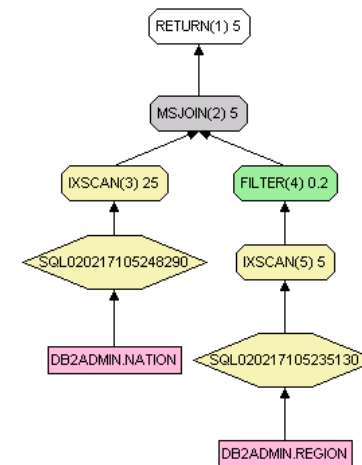 RETURN(1) 5
MSJOIN(2) 5
IXSCAN(3) 25
FILTER(4) 0.2
SQL020217105248290
IXSCAN(5) 5
DB2ADMIN.NATION
SQL020217105235130
DB2ADMIN.REGION